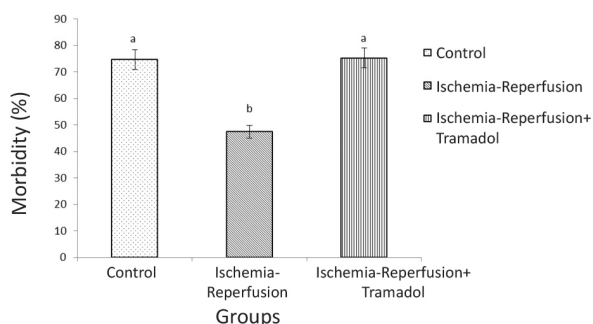 90
80
70
60
50
40
30
20
10
0
Morbidity (%)
a
b
a
Control
Ischemia-
Reperfusion
Ischemia-Reperfusion+
Tramadol
Groups
Control
Ischemia-Reperfusion
Ischemia-Reperfusion+
Tramadol